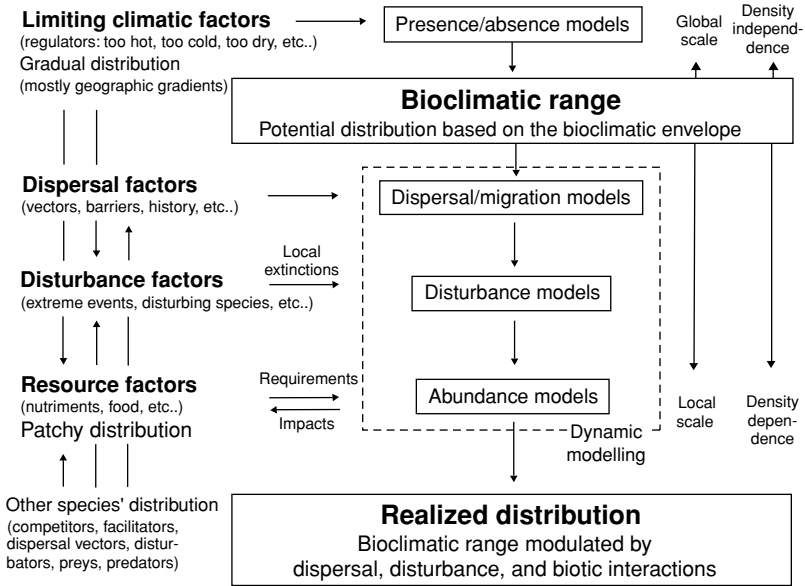 Limiting climatic factors
(regulators: too hot, too cold, too dry, etc..)
Gradual distribution
(mostly geographic gradients)
Presence/absence models
Global
scale
Density
independ-
dence
Bioclimatic range
Potential distribution based on the bioclimatic envelope
Dispersal factors
(vectors, barriers, history, etc..)
Dispersal/migration models
Disturbance factors
(extreme events, disturbing species, etc..)
Local
extinctions
Disturbance models
Resource factors
(nutriments, food, etc..)
Patchy distribution
Requirements
Impacts
Abundance models
Dynamic
modelling
Local
scale
Density
depen-
dence
Other species' distribution
(competitors, facilitators,
dispersal vectors, distur-
bators, preys, predators)
Realized distribution
Bioclimatic range modulated by
dispersal, disturbance, and biotic interactions